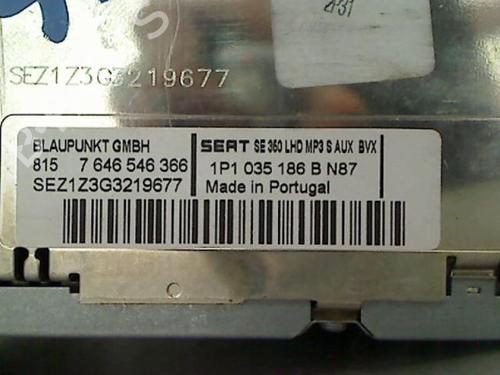 SEZ1Z3G3219677
BLAUPUNKT GMBH
815 7 646 546 366
SEZ1Z3G3219677
SEAT SE 350 LHD MP3 S AUX BVX
1P1 035 186 B N87
Made in Portugal